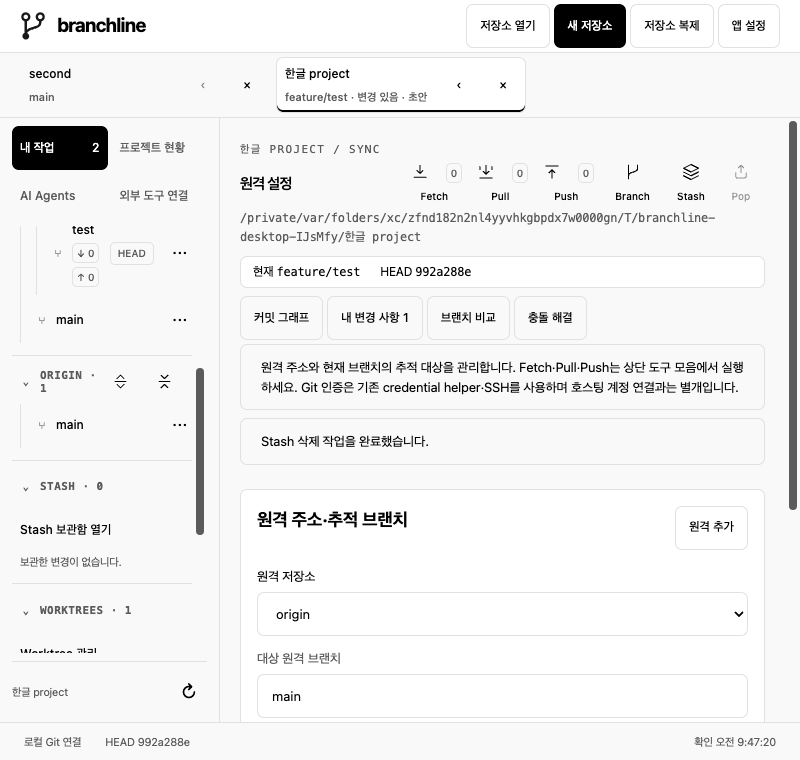 branchline
저장소 열기
새 저장소
저장소 복제
앱 설정
second
main
한글 project
feature/test · 변경 있음 · 초안
내 작업 2
프로젝트 현황
AI Agents
외부 도구 연결
test
↓ 0
HEAD
↑ 0
main
ORIGIN ·
1
main
STASH · 0
Stash 보관함 열기
보관한 변경이 없습니다.
WORKTREES · 1
Worktree 관리
한글 project
한글 PROJECT / SYNC
원격 설정
0
0
0
Fetch
Pull
Push
Branch
Stash
Pop
/private/var/folders/xc/zfnd182n2nl4yyvhkgbpdx7w0000gn/T/branchline-
desktop-IJsMfy/한글 project
현재 feature/test HEAD 992a288e
커밋 그래프
내 변경 사항 1
브랜치 비교
충돌 해결
원격 주소와 현재 브랜치의 추적 대상을 관리합니다. Fetch·Pull·Push는 상단 도구 모음에서 실행
하세요. Git 인증은 기존 credential helper·SSH를 사용하며 호스팅 계정 연결과는 별개입니다.
Stash 삭제 작업을 완료했습니다.
원격 주소·추적 브랜치
원격 추가
원격 저장소
origin
대상 원격 브랜치
main
로컬 Git 연결
HEAD 992a288e
확인 오전 9:47:20